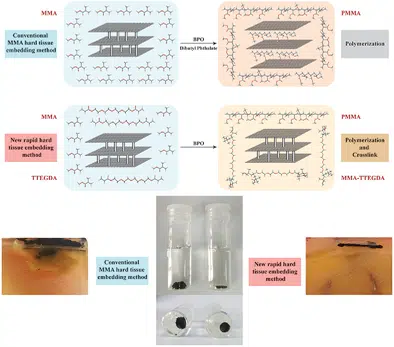 MMA
PMMA
Conventional
MMA hard tissue
embedding method
BPO
Dibutyl Phthalate
Polymerization
MMA
PMMA
New rapid hard
tissue embedding
method
BPO
Polymerization
and
Crosslink
TTEGDA
MMA-TTEGDA
Conventional
MMA hard tissue
embedding method
New rapid hard
tissue embedding
method